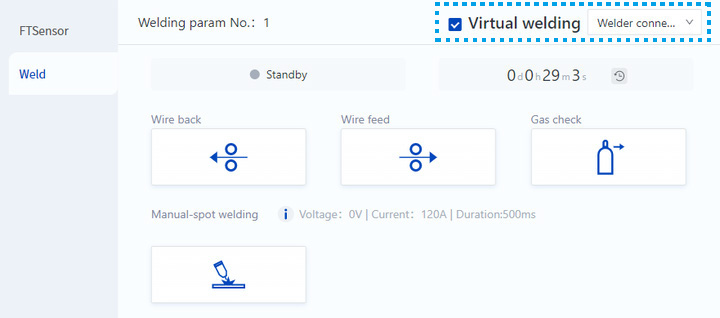 FTSensor
Weld
Welding param No.: 1
Virtual welding
Welder conne...
Standby
0d0h29m3s
Wire back
Wire feed
Gas check
Manual-spot welding
i Voltage: 0V | Current: 120A | Duration:500ms